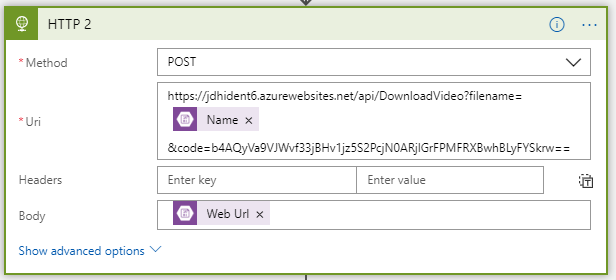 HTTP 2
* Method
POST
* Uri
https://jdhident6.azurewebsites.net/api/DownloadVideo?filename=
Name ×
&code=b4AQyVa9VJWvf33jBHv1jz5S2PcjN0ARjlGrFPMFRXBwhBLyFYSkrw==
Headers
Enter key
Enter value
Body
Web Url ×
Show advanced options